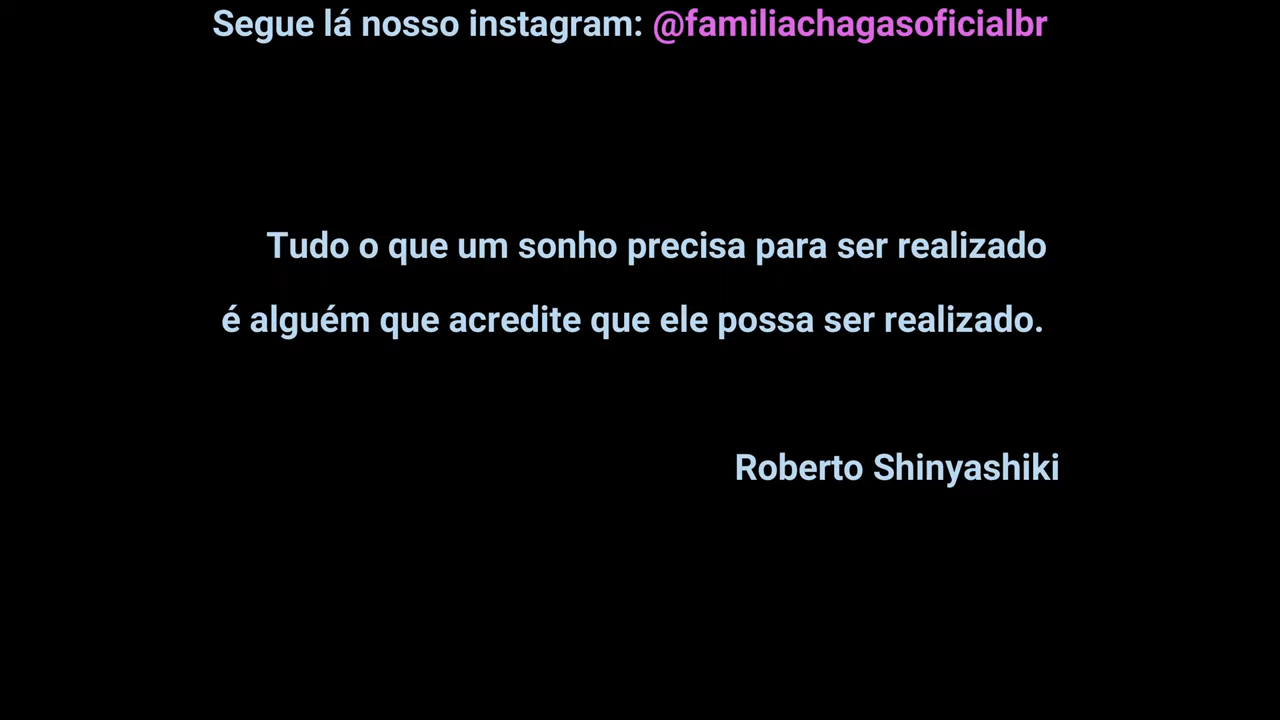 Segue lá nosso instagram: @familiachagasoficialbr
Tudo o que um sonho precisa para ser realizado
é alguém que acredite que ele possa ser realizado.
Roberto Shinyashiki